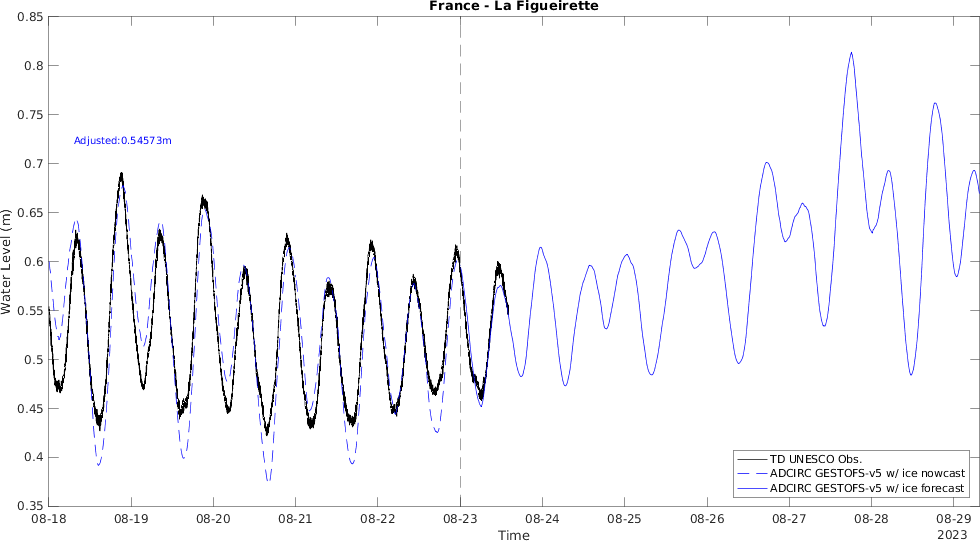 France - La Figueirette
0.85
0.8
0.75
0.7
0.65
0.6
0.55
0.5
0.45
0.4
0.35
Water Level (m)
Adjusted:0.54573m
TD UNESCO Obs.
ADCIRC GESTOFS-v5 w/ ice nowcast
ADCIRC GESTOFS-v5 w/ ice forecast
08-18 08-19 08-20 08-21 08-22 08-23 08-24 08-25 08-26 08-27 08-28 08-29
Time
2023